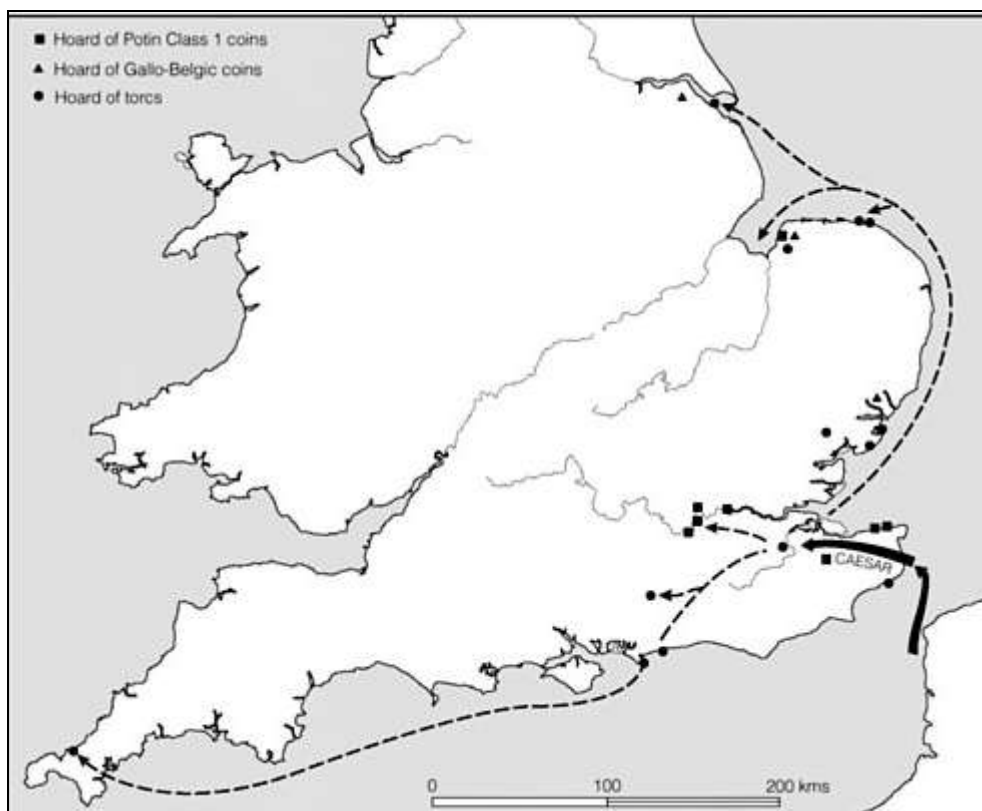 Hoard of Potin Class 1 coins
Hoard of Gallo-Belgic coins
Hoard of torcs
CAESAR
0 100 200 kms